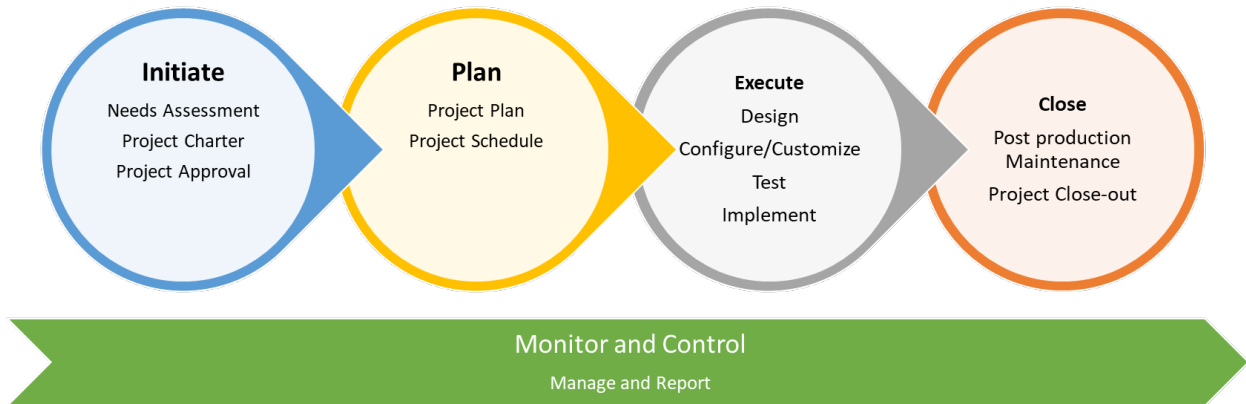 Initiate
Needs Assessment
Project Charter
Project Approval
Plan
Project Plan
Project Schedule
Execute
Design
Configure/Customize
Test
Implement
Close
Post production
Maintenance
Project Close-out
Monitor and Control
Manage and Report